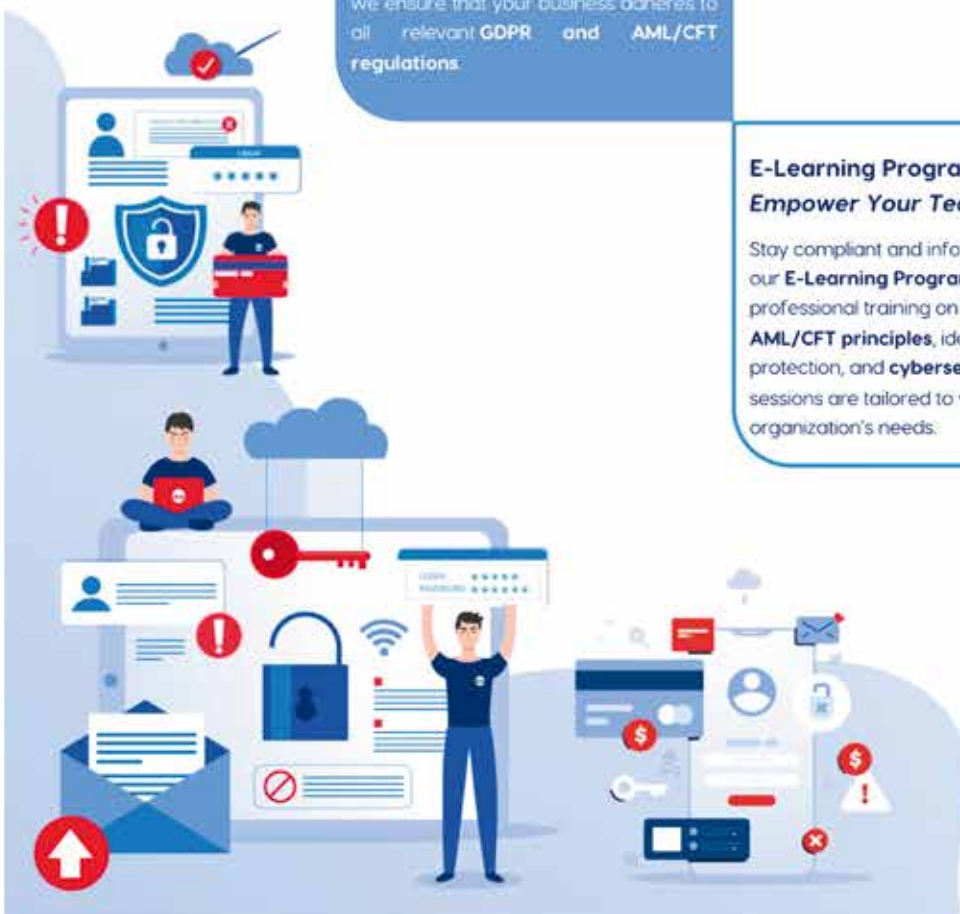 we ensure that your business adheres to
all relevant GDPR and AML/CFT
regulations.
E-Learning Progra
Empower Your Tea
Stay compliant and info
our E-Learning Program
professional training on
AML/CFT principles, ide
protection, and cyberse
sessions are tailored to
organization's needs.
LOGIN
PASSWORD